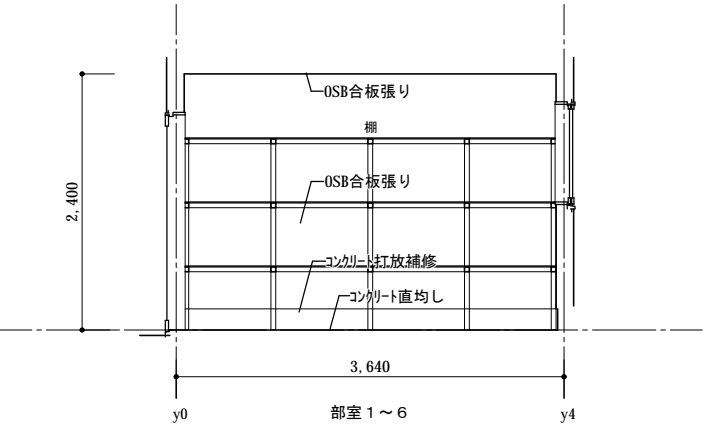 OSB合板張り
棚
OSB合板張り
2,400
コンクリート打放補修
コンクリート直均し
3,640
y0
部室1～6
y4